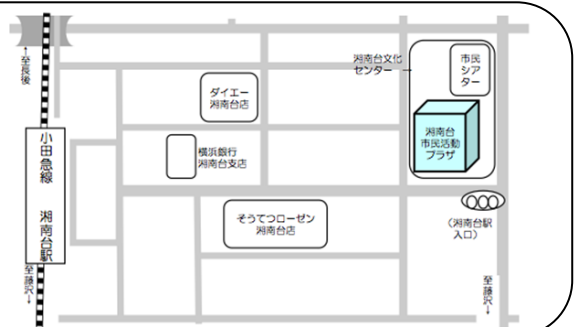 ←至長後
小田急線 湘南台駅
至藤沢→
ダイエー
湘南台店
横浜銀行
湘南台支店
そうてつローゼン
湘南台店
湘南台文化
センター
市民
シア
ター
湘南台
市民活動
プラザ
(湘南台駅
入口)
至藤沢→